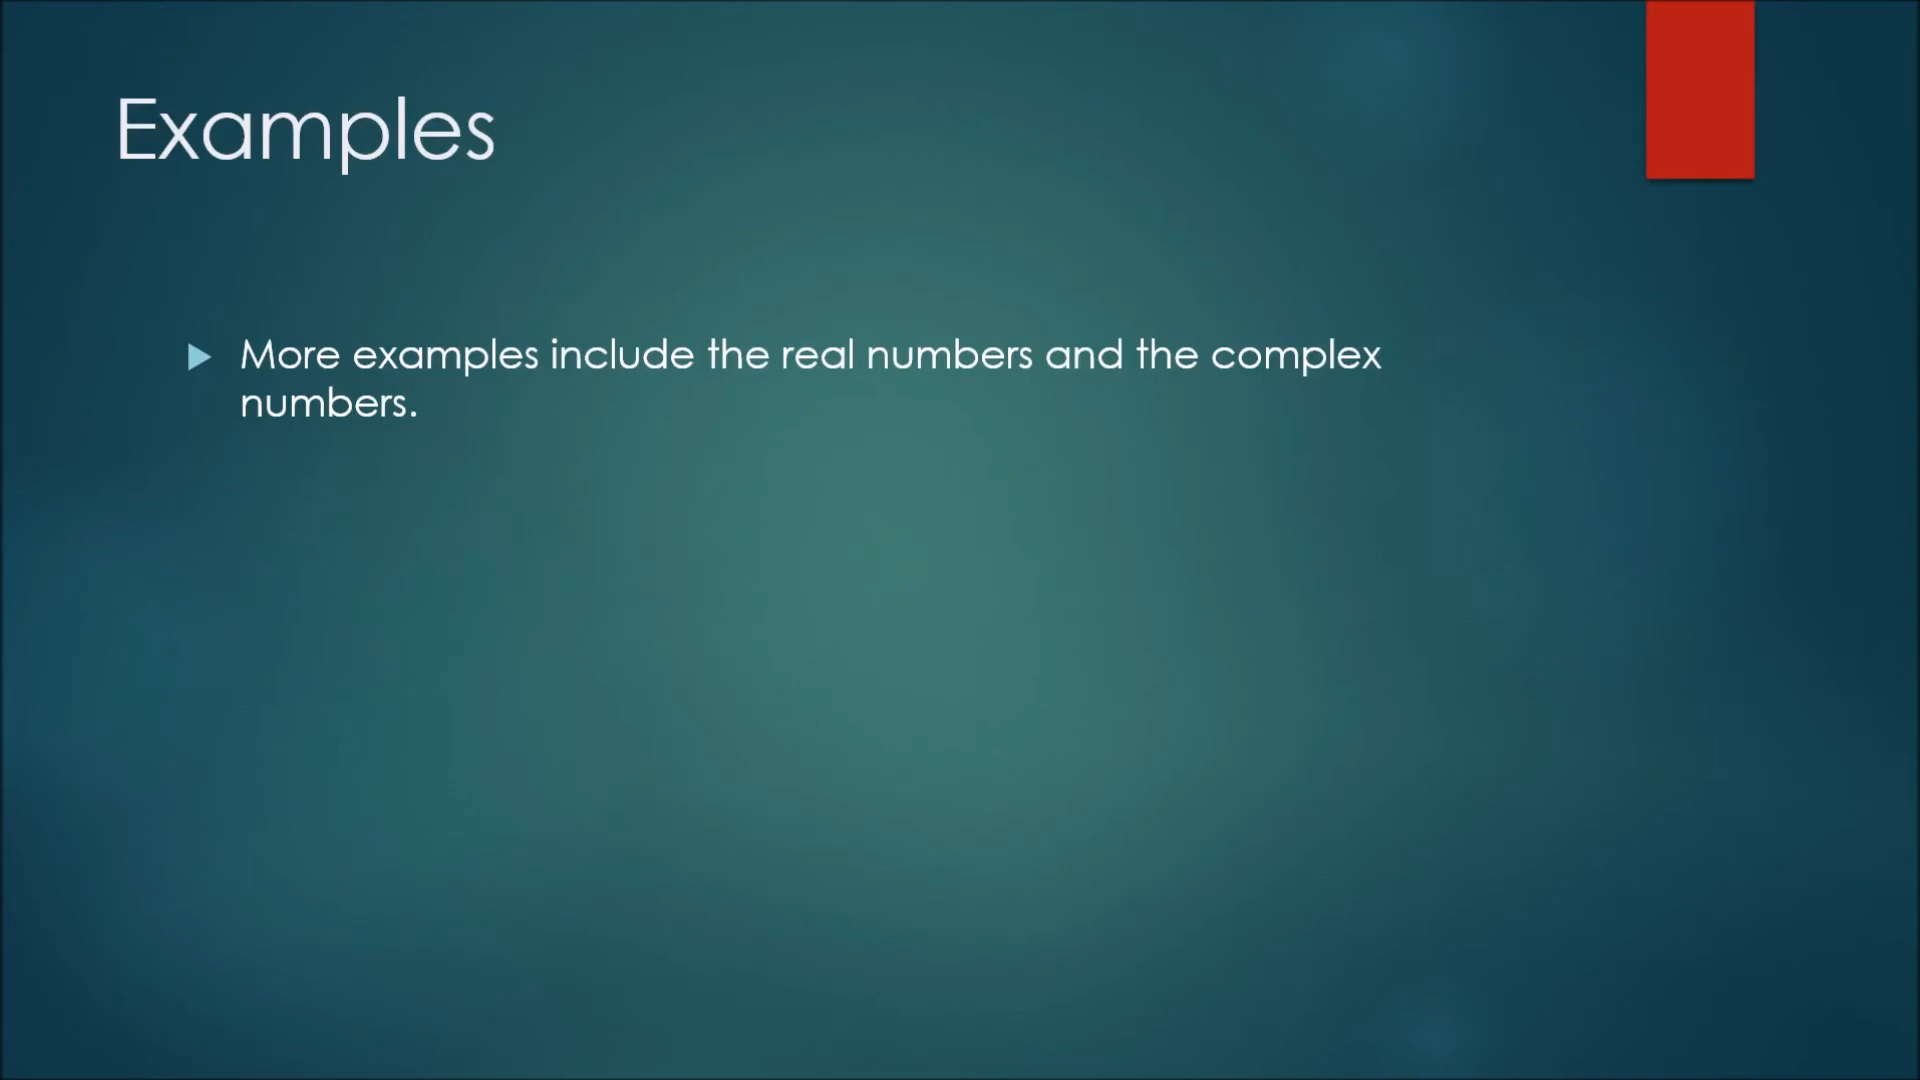 Examples
More examples include the real numbers and the complex
numbers.